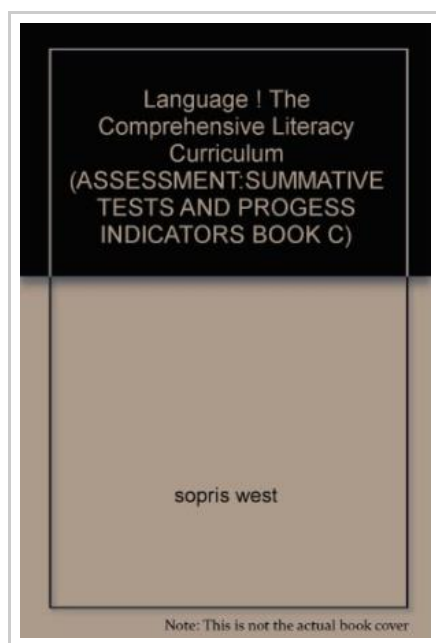 Language ! The
Comprehensive Literacy
Curriculum
(ASSESSMENT:SUMMATIVE
TESTS AND PROGESS
INDICATORS BOOK C)
sopris west
Note: This is not the actual book cover